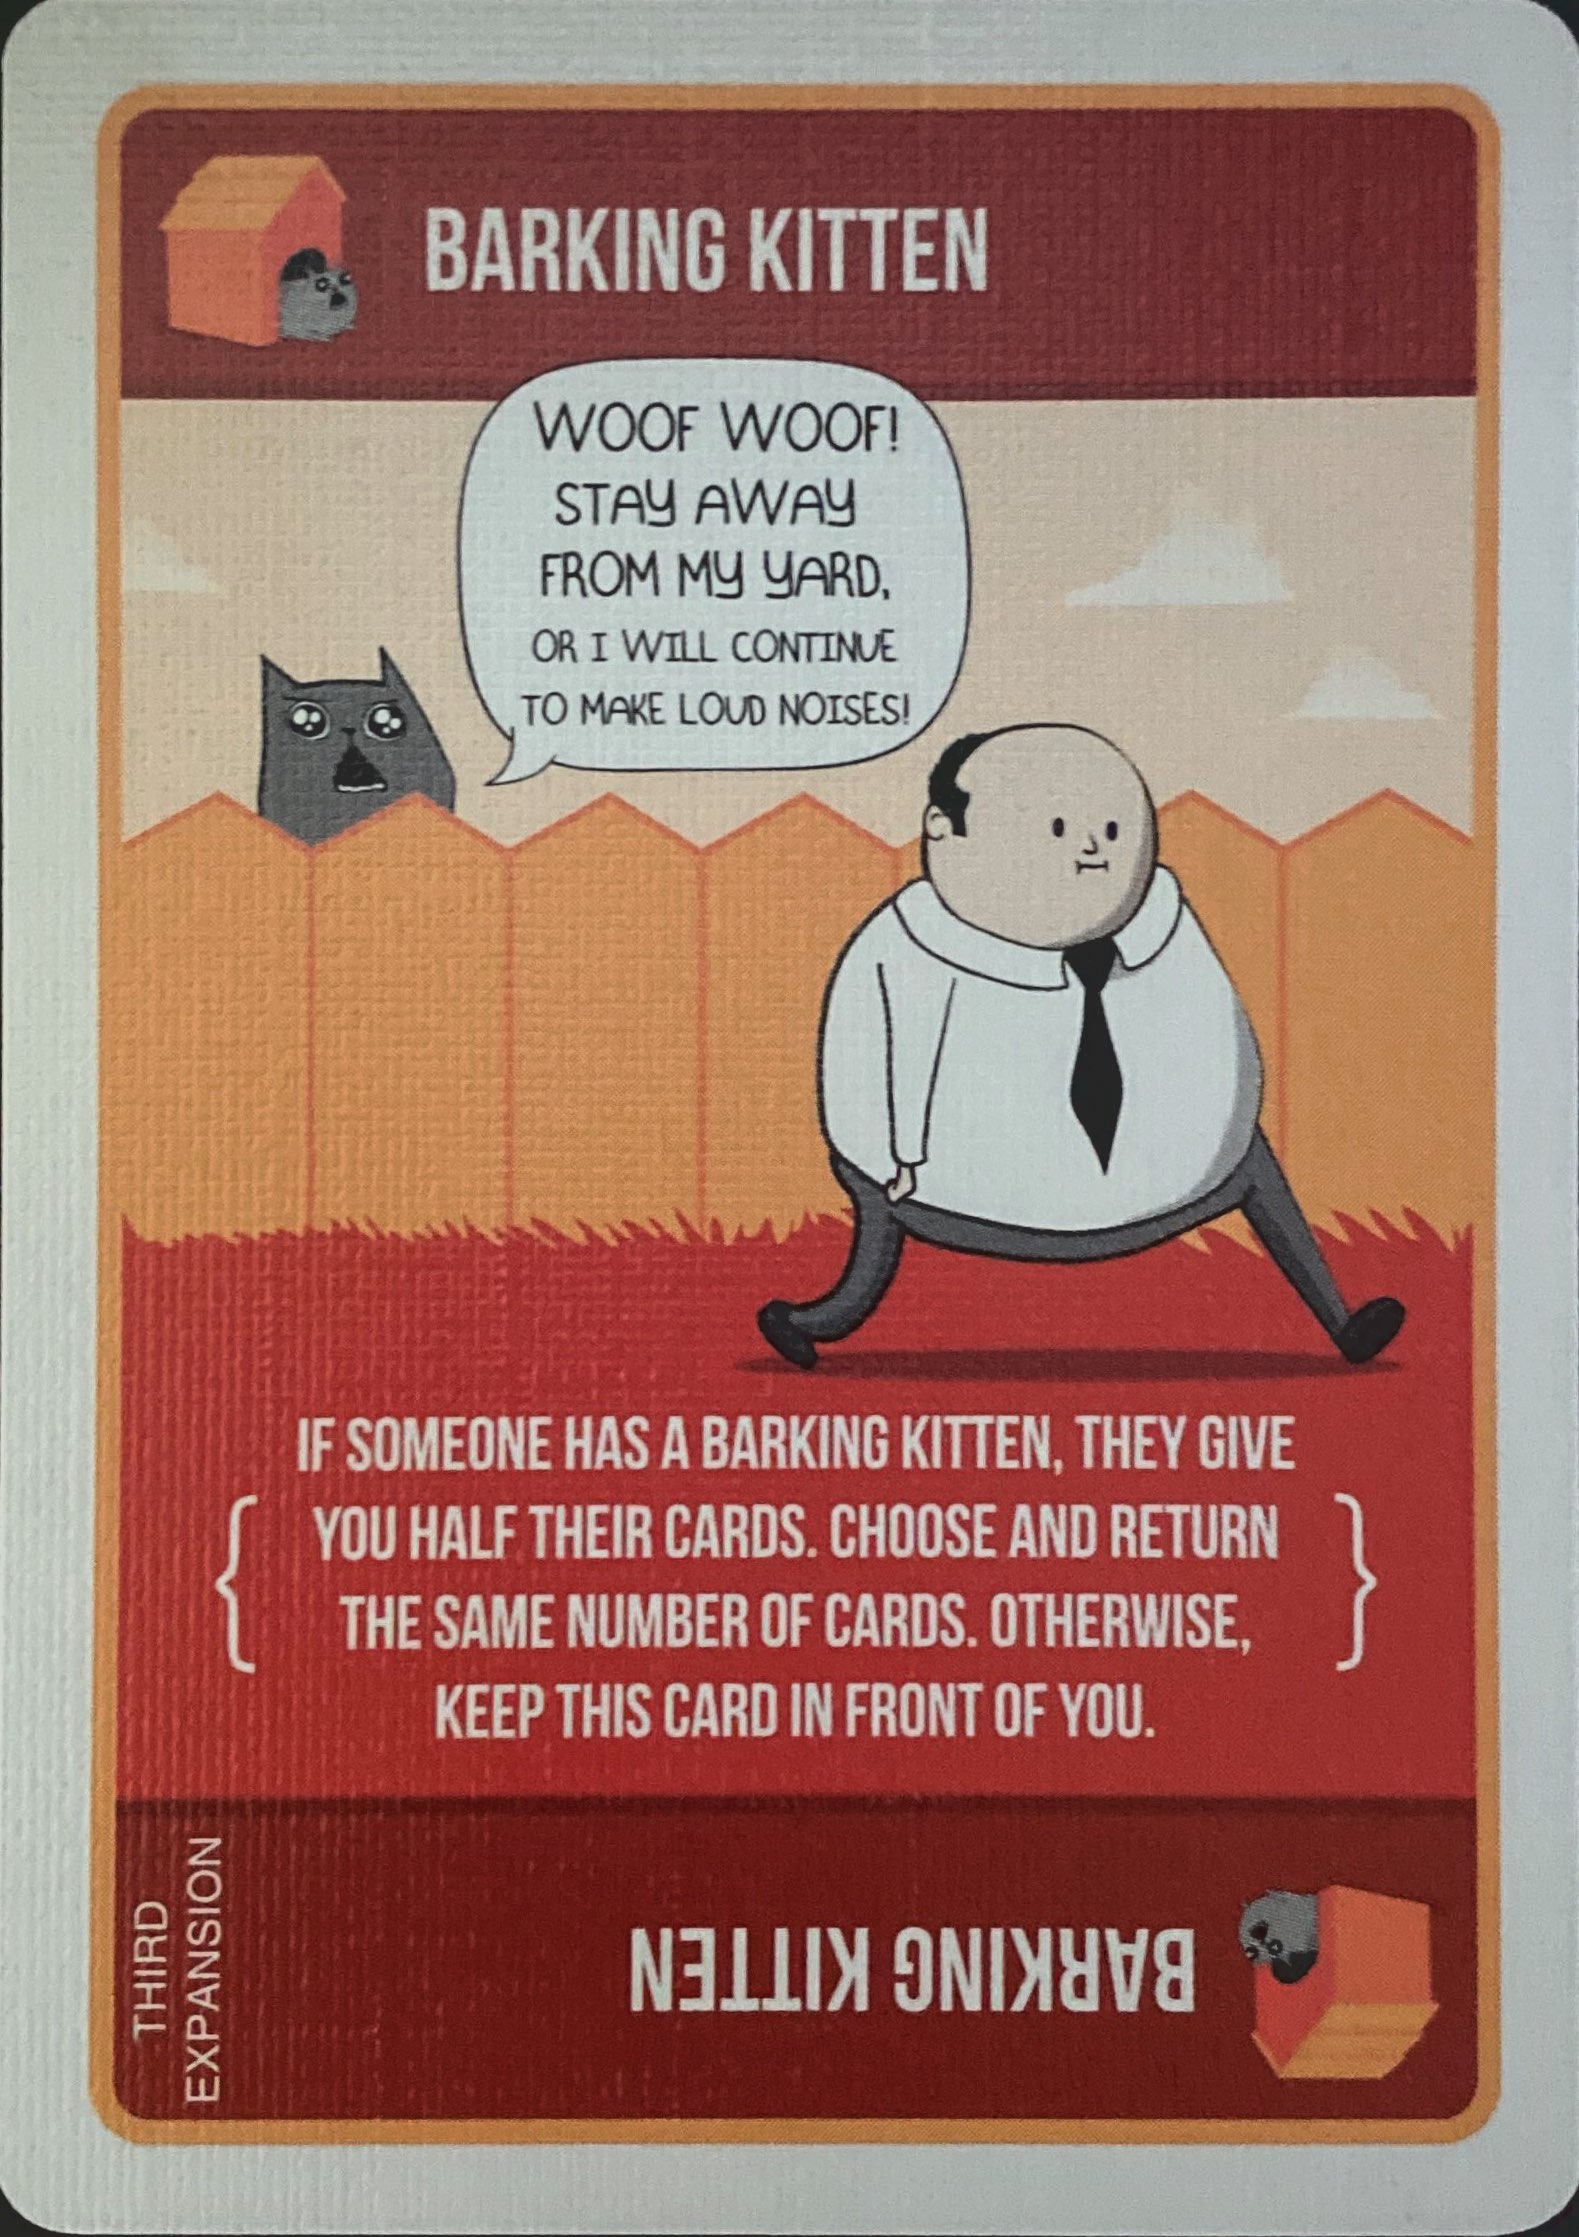 BARKING KITTEN
WOOF WOOF!
STAY AWAY
FROM MY YARD,
OR I WILL CONTINUE
TO MAKE LOUD NOISES!
IF SOMEONE HAS A BARKING KITTEN, THEY GIVE
YOU HALF THEIR CARDS. CHOOSE AND RETURN
THE SAME NUMBER OF CARDS. OTHERWISE,
KEEP THIS CARD IN FRONT OF YOU.
THIRD
EXPANSION
BARKING KITTEN